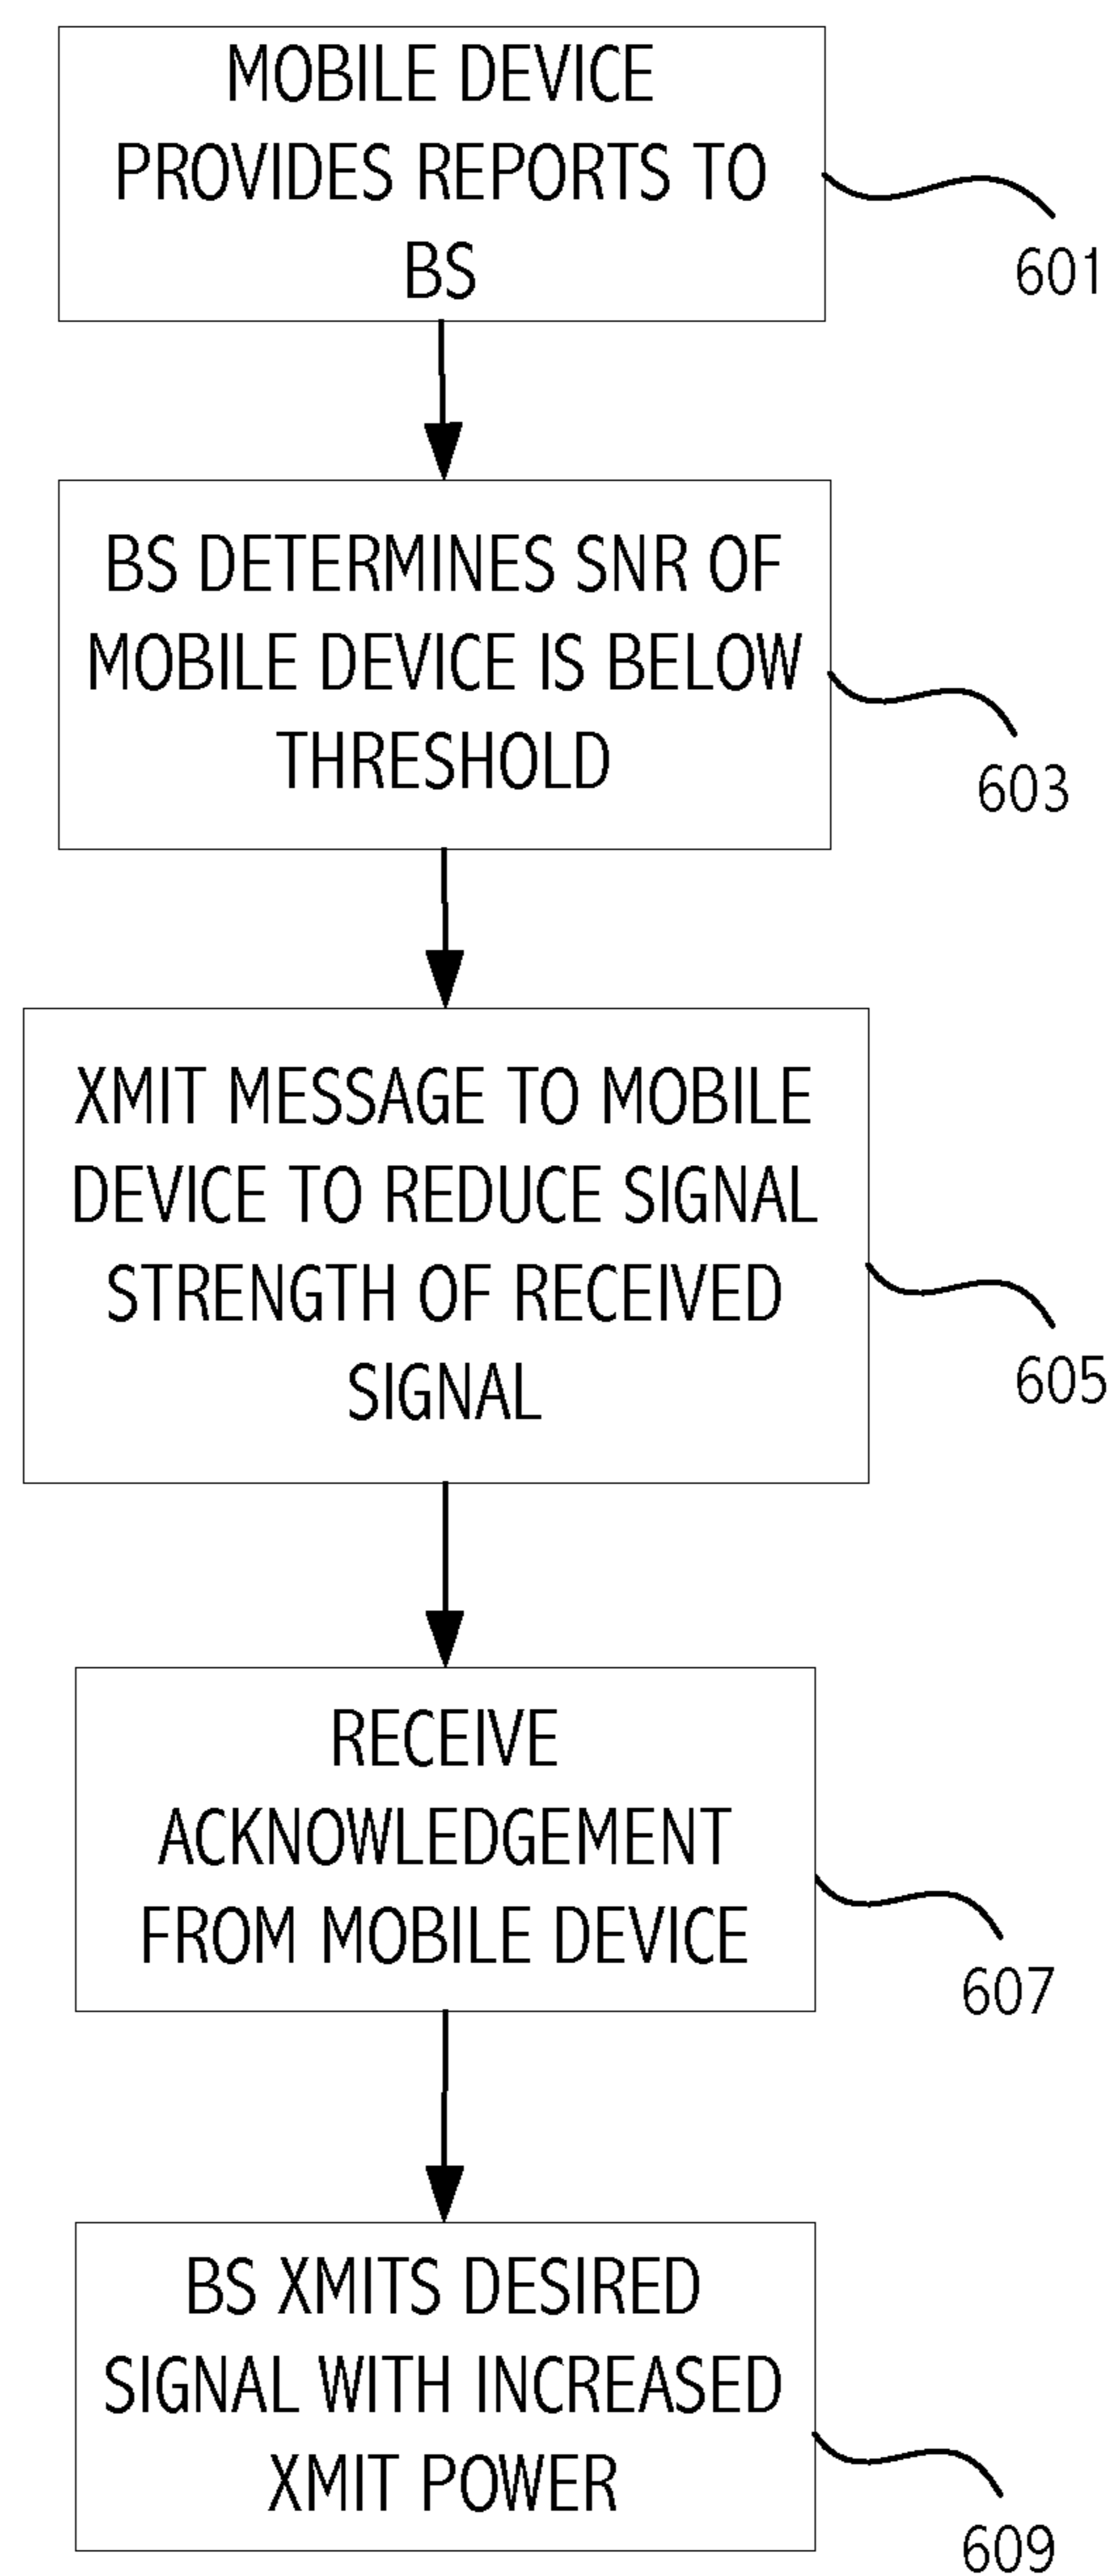 MOBILE DEVICE
PROVIDES REPORTS TO
BS
601
BS DETERMINES SNR OF
MOBILE DEVICE IS BELOW
THRESHOLD
603
XMIT MESSAGE TO MOBILE
DEVICE TO REDUCE SIGNAL
STRENGTH OF RECEIVED
SIGNAL
605
RECEIVE
ACKNOWLEDGEMENT
FROM MOBILE DEVICE
607
BS XMITS DESIRED
SIGNAL WITH INCREASED
XMIT POWER
609